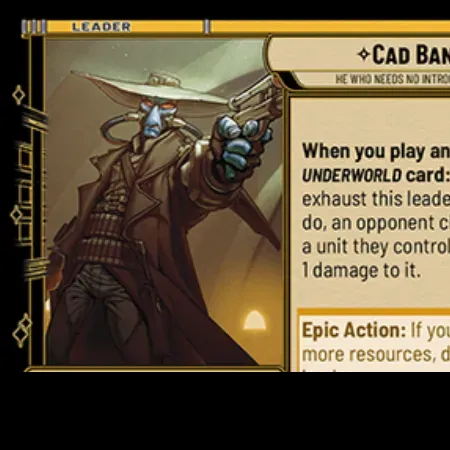 LEADER
CAD BAN
HE WHO NEEDS NO INTRO
When you play an
UNDERWORLD card:
exhaust this leade
do, an opponent c
a unit they control
1 damage to it.
Epic Action: If you
more resources, d